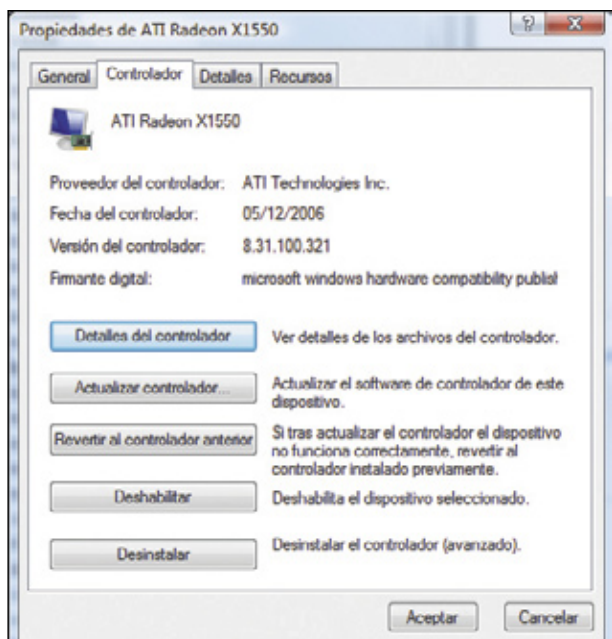 Propiedades de ATI Radeon X1550
General Controlador Detalles Recursos
ATI Radeon X1550
Proveedor del controlador: ATI Technologies Inc.
Fecha del controlador: 05/12/2006
Versión del controlador: 8.31.100.321
Firmante digital: microsoft windows hardware compatibility publish
Detalles del controlador Ver detalles de los archivos del controlador.
Actualizar controlador... Actualizar el software de controlador de este
dispositivo.
Revertir al controlador anterior Si tras actualizar el controlador el dispositivo
no funciona correctamente, revertir al
controlador instalado previamente.
Deshabilitar Deshabilita el dispositivo seleccionado.
Desinstalar Desinstalar el controlador (avanzado).
Aceptar Cancelar